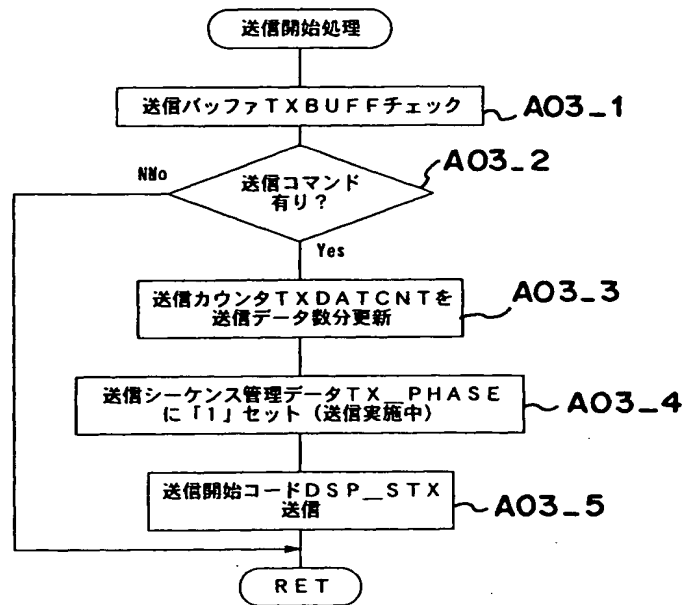 送信開始処理
送信バッファTXBUFFチェック
A03_1
A03_2
NNo
送信コマンド
有り?
Yes
送信カウンタTXDATCNTを
送信データ数分更新
A03_3
送信シーケンス管理データTX__PHASE
に「1」セット(送信実施中)
A03_4
送信開始コードDSP__STX
送信
A03_5
RET